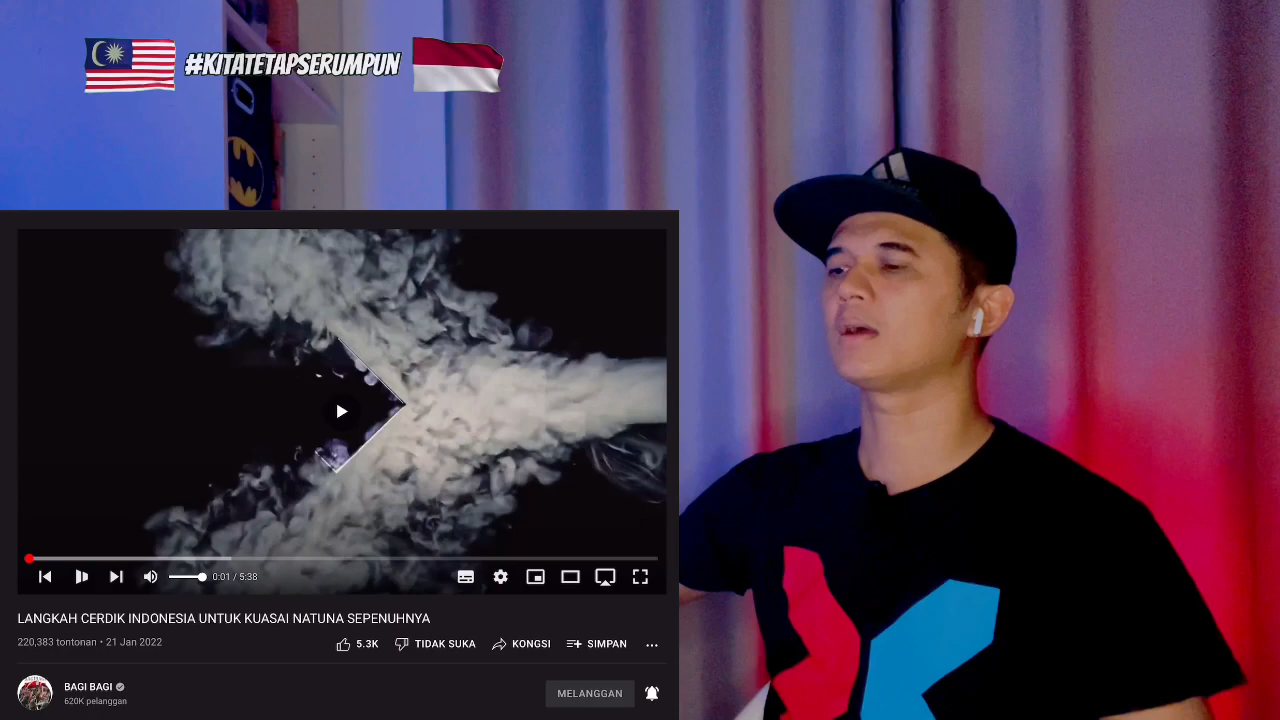 #KITATETAPSERUMPUN
0:01 / 5:38
LANGKAH CERDIK INDONESIA UNTUK KUASAI NATUNA SEPENUHNYA
220,383 tontonan • 21 Jan 2022
5.3K
TIDAK SUKA
KONGSI
SIMPAN
BAGI BAGI
620K pelanggan
MELANGGAN